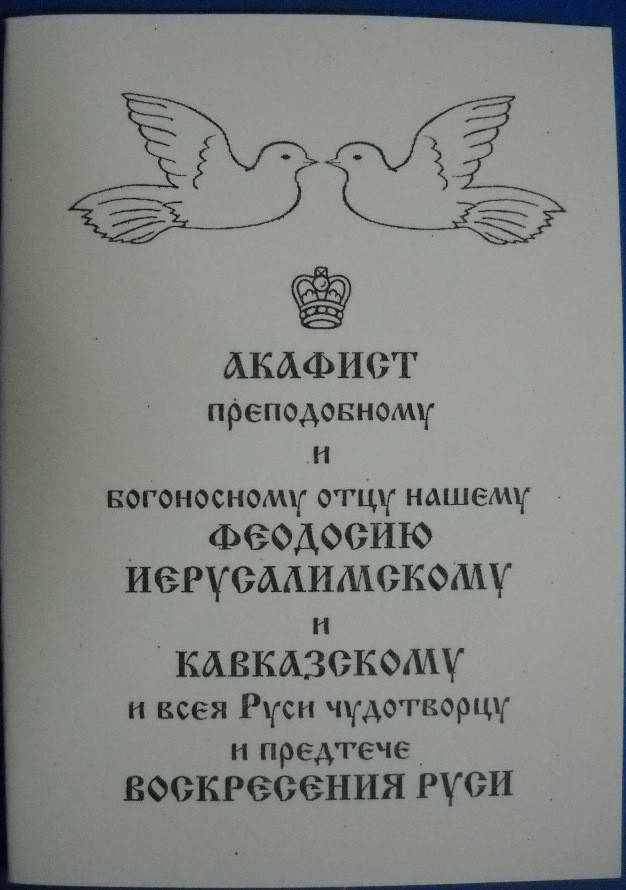 АКАФИСТ
преподобному
и
богоносному отцу нашему
ФЕОДОСИЮ
ИЕРУСАЛИМСКОМУ
и
КАВКАЗСКОМУ
и всея Руси чудотворцу
и предтече
ВОСКРЕСЕНИЯ РУСИ